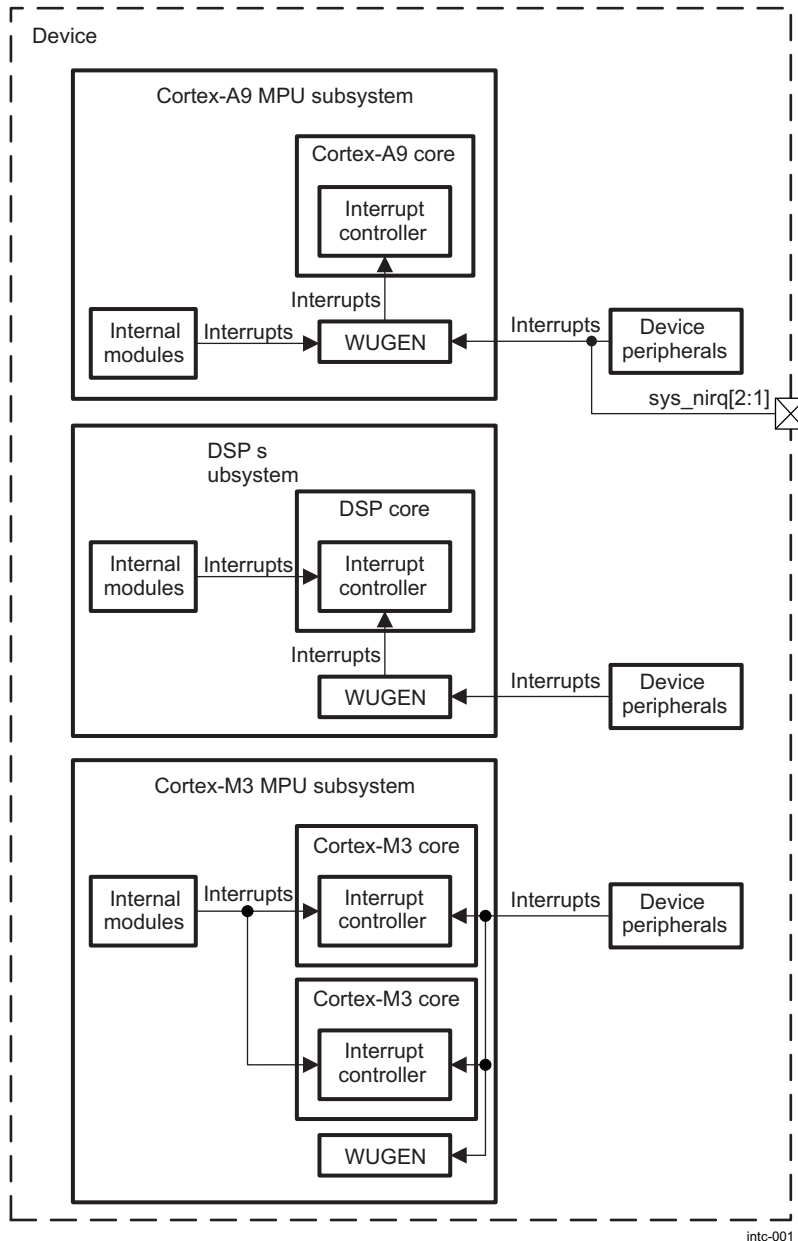 Device
Cortex-A9 MPU subsystem
Cortex-A9 core
Interrupt
controller
Interrupts
Internal
modules
Interrupts
WUGEN
Interrupts
Device
peripherals
sys_nirq[2:1]
DSP s
ubsystem
DSP core
Internal
modules
Interrupts
Interrupt
controller
Interrupts
WUGEN
Interrupts
Device
peripherals
Cortex-M3 MPU subsystem
Cortex-M3 core
Internal
modules
Interrupts
Interrupt
controller
Interrupts
Device
peripherals
Cortex-M3 core
Interrupt
controller
WUGEN
intc-001